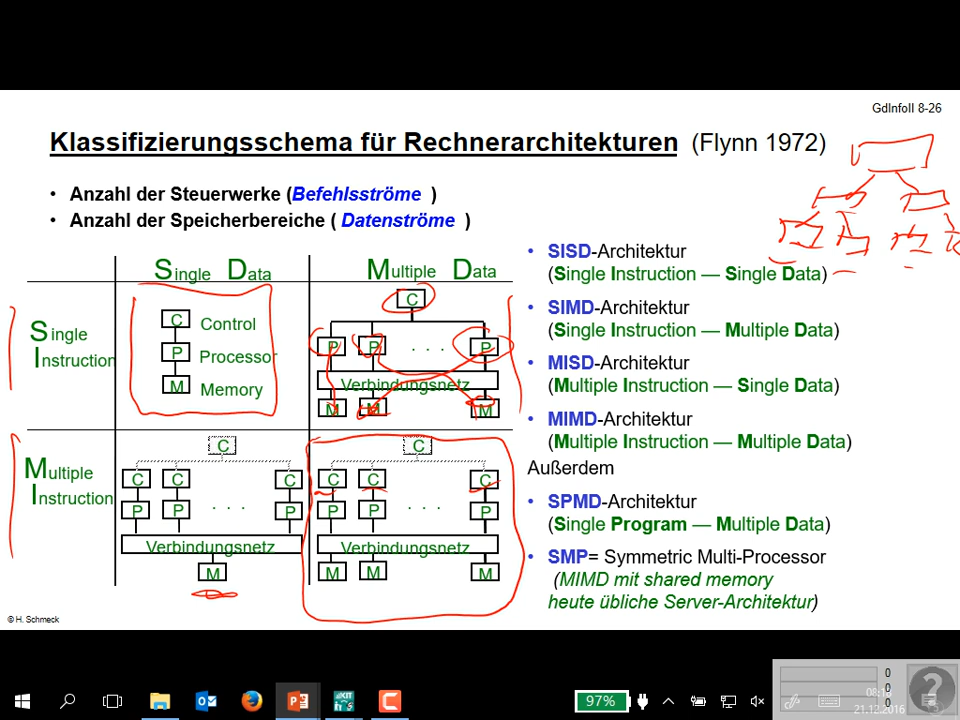 GdInfoII 8-26
Klassifizierungsschema für Rechnerarchitekturen (Flynn 1972)
• Anzahl der Steuerwerke (Befehlsströme )
• Anzahl der Speicherbereiche ( Datenströme )
Single Data
Multiple Data
Single
Instruction
C Control
P Processor
M Memory
C
P P . . . P
Verbindungsnetz
M M M
Multiple
Instruction
C
C C C
P P . . . P
Verbindungsnetz
M
C
C C C
P P . . . P
Verbindungsnetz
M M M
• SISD-Architektur
(Single Instruction — Single Data)
• SIMD-Architektur
(Single Instruction — Multiple Data)
• MISD-Architektur
(Multiple Instruction — Single Data)
• MIMD-Architektur
(Multiple Instruction — Multiple Data)
Außerdem
• SPMD-Architektur
(Single Program — Multiple Data)
• SMP= Symmetric Multi-Processor
(MIMD mit shared memory
heute übliche Server-Architektur)
© H. Schmeck
97%
0
0
0
21.12.2016